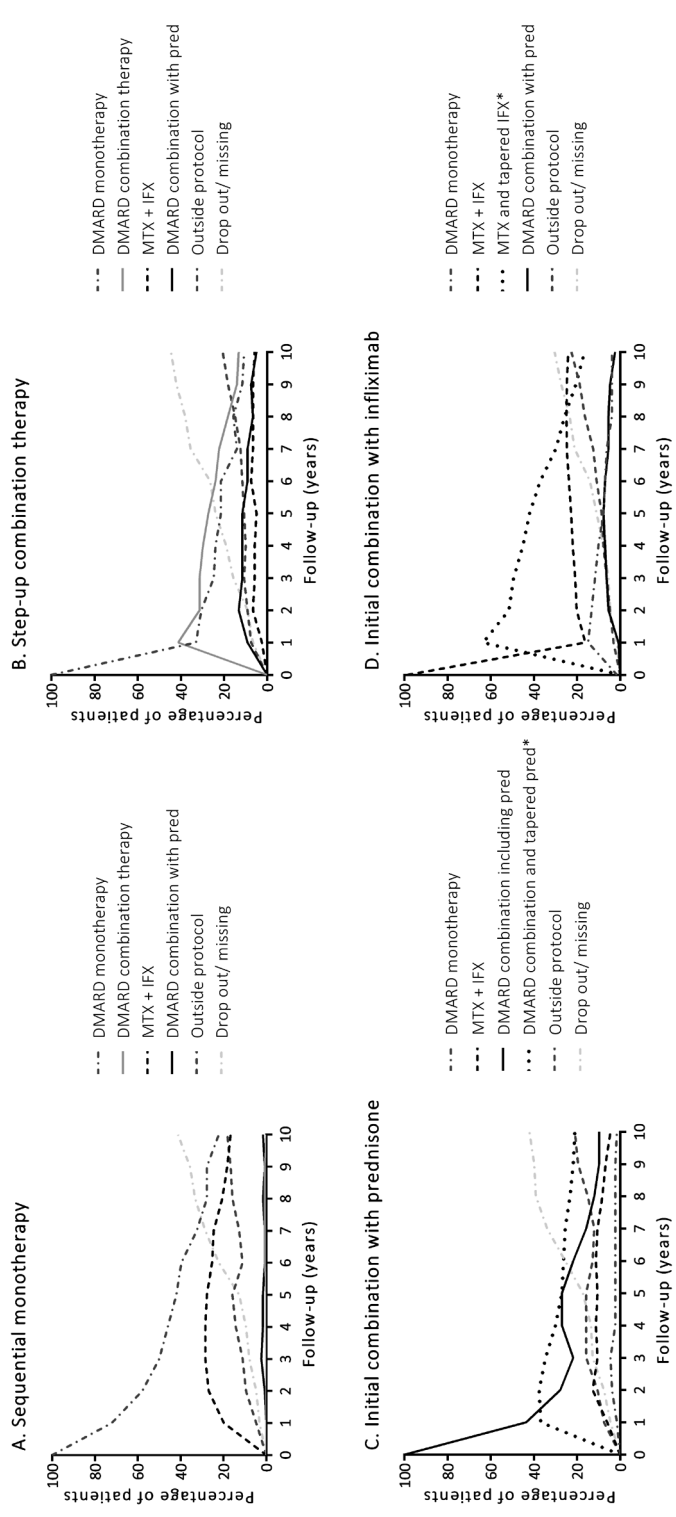 A. Sequential monotherapy
Percentage of patients
100
80
60
40
20
0
0 1 2 3 4 5 6 7 8 9 10
Follow-up (years)
DMARD monotherapy
DMARD combination therapy
MTX + IFX
DMARD combination with pred
Outside protocol
Drop out/ missing
B. Step-up combination therapy
Percentage of patients
100
80
60
40
20
0
0 1 2 3 4 5 6 7 8 9 10
Follow-up (years)
DMARD monotherapy
DMARD combination therapy
MTX + IFX
DMARD combination with pred
Outside protocol
Drop out/ missing
C. Initial combination with prednisone
Percentage of patients
100
80
60
40
20
0
0 1 2 3 4 5 6 7 8 9 10
Follow-up (years)
DMARD monotherapy
MTX + IFX
DMARD combination including pred
DMARD combination and tapered pred*
Outside protocol
Drop out/ missing
D. Initial combination with infliximab
Percentage of patients
100
80
60
40
20
0
0 1 2 3 4 5 6 7 8 9 10
Follow-up (years)
DMARD monotherapy
MTX + IFX
MTX and tapered IFX*
DMARD combination with pred
Outside protocol
Drop out/ missing